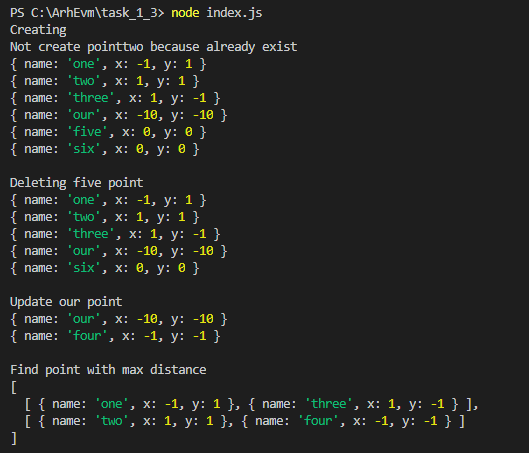 PS C:\ArhEvm\task_1_3> node index.js
Creating
Not create pointtwo because already exist
{ name: 'one', x: -1, y: 1 }
{ name: 'two', x: 1, y: 1 }
{ name: 'three', x: 1, y: -1 }
{ name: 'our', x: -10, y: -10 }
{ name: 'five', x: 0, y: 0 }
{ name: 'six', x: 0, y: 0 }
Deleting five point
{ name: 'one', x: -1, y: 1 }
{ name: 'two', x: 1, y: 1 }
{ name: 'three', x: 1, y: -1 }
{ name: 'our', x: -10, y: -10 }
{ name: 'six', x: 0, y: 0 }
Update our point
{ name: 'our', x: -10, y: -10 }
{ name: 'four', x: -1, y: -1 }
Find point with max distance
[
  [ { name: 'one', x: -1, y: 1 }, { name: 'three', x: 1, y: -1 } ],
  [ { name: 'two', x: 1, y: 1 }, { name: 'four', x: -1, y: -1 } ]
]